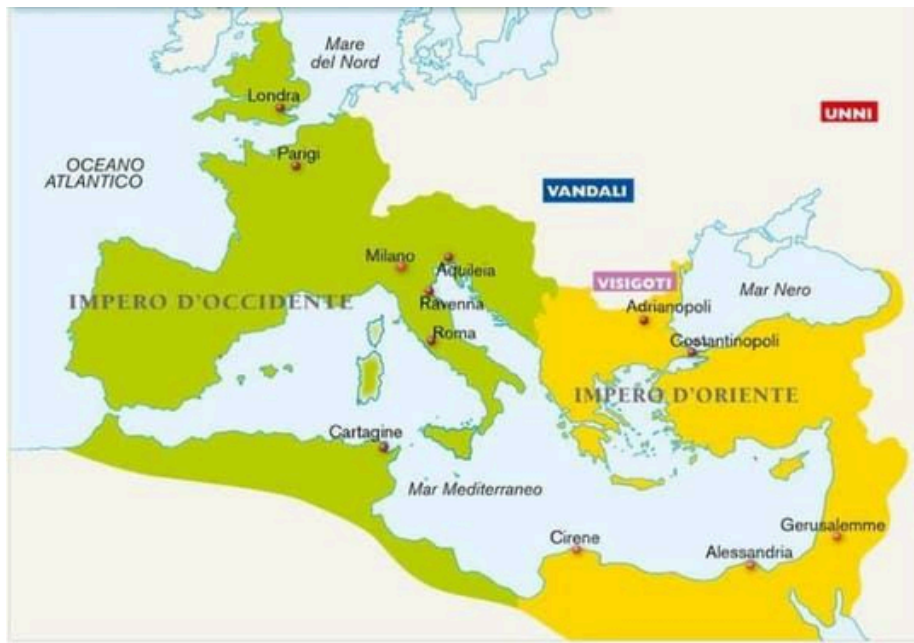 Mare
del Nord
Londra
UNNI
Parigi
OCEANO
ATLANTICO
VANDALI
Milano
Aquileia
VISIGOTI
Mar Nero
IMPERO D'OCCIDENTE
Ravenna
Adrianopoli
Roma
Costantinopoli
IMPERO D'ORIENTE
Cartagine
Mar Mediterraneo
Cirene
Gerusalemme
Alessandria